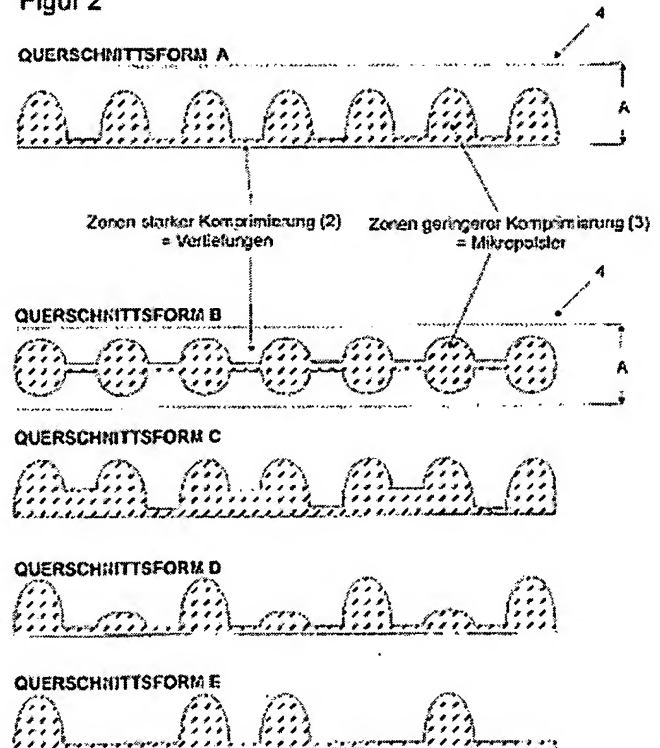 Figur 2
4
QUERSCHNITTSFORM A
A
Zonen starker Komprimierung (2)
= Vertiefungen
Zonen geringerer Komprimierung (3)
= Mikropolster
4
QUERSCHNITTSFORM B
A
QUERSCHNITTSFORM C
QUERSCHNITTSFORM D
QUERSCHNITTSFORM E